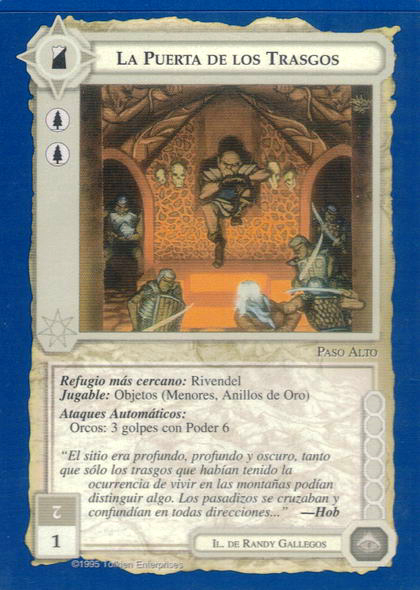 La Puerta de los Trasgos
Paso Alto
Refugio más cercano: Rivendel
Jugable: Objetos (Menores, Anillos de Oro)
Ataques Automáticos:
Orcos: 3 golpes con Poder 6
“El sitio era profundo, profundo y oscuro, tanto
que sólo los trasgos que habían tenido la
ocurrencia de vivir en las montañas podían
distinguir algo. Los pasadizos se cruzaban y
confundían en todas direcciones...” —Hob
2
1
Il. de Randy Gallegos
©1995 Tolkien Enterprises